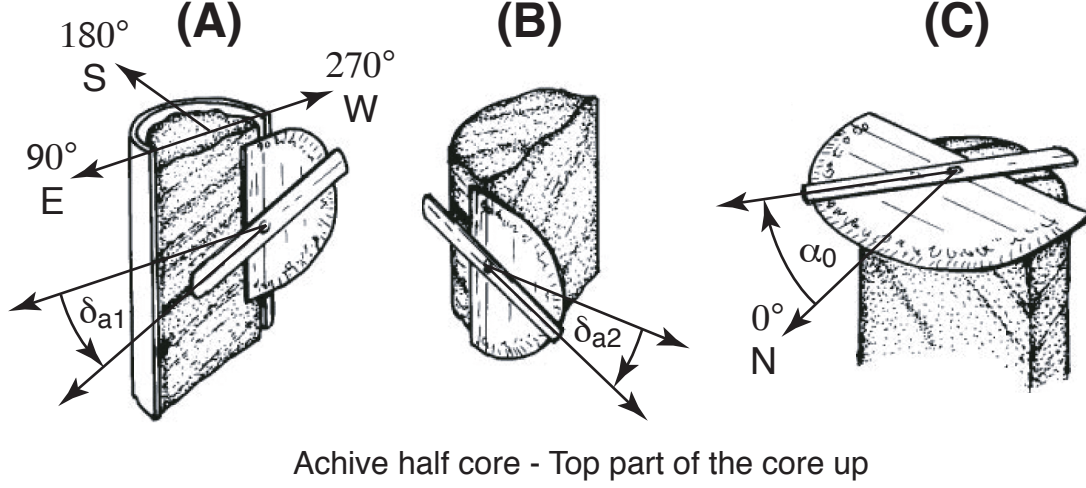 (A)
(B)
(C)
180°
S
270°
W
90°
E
δa1
δa2
α0
0°
N
Achive half core - Top part of the core up